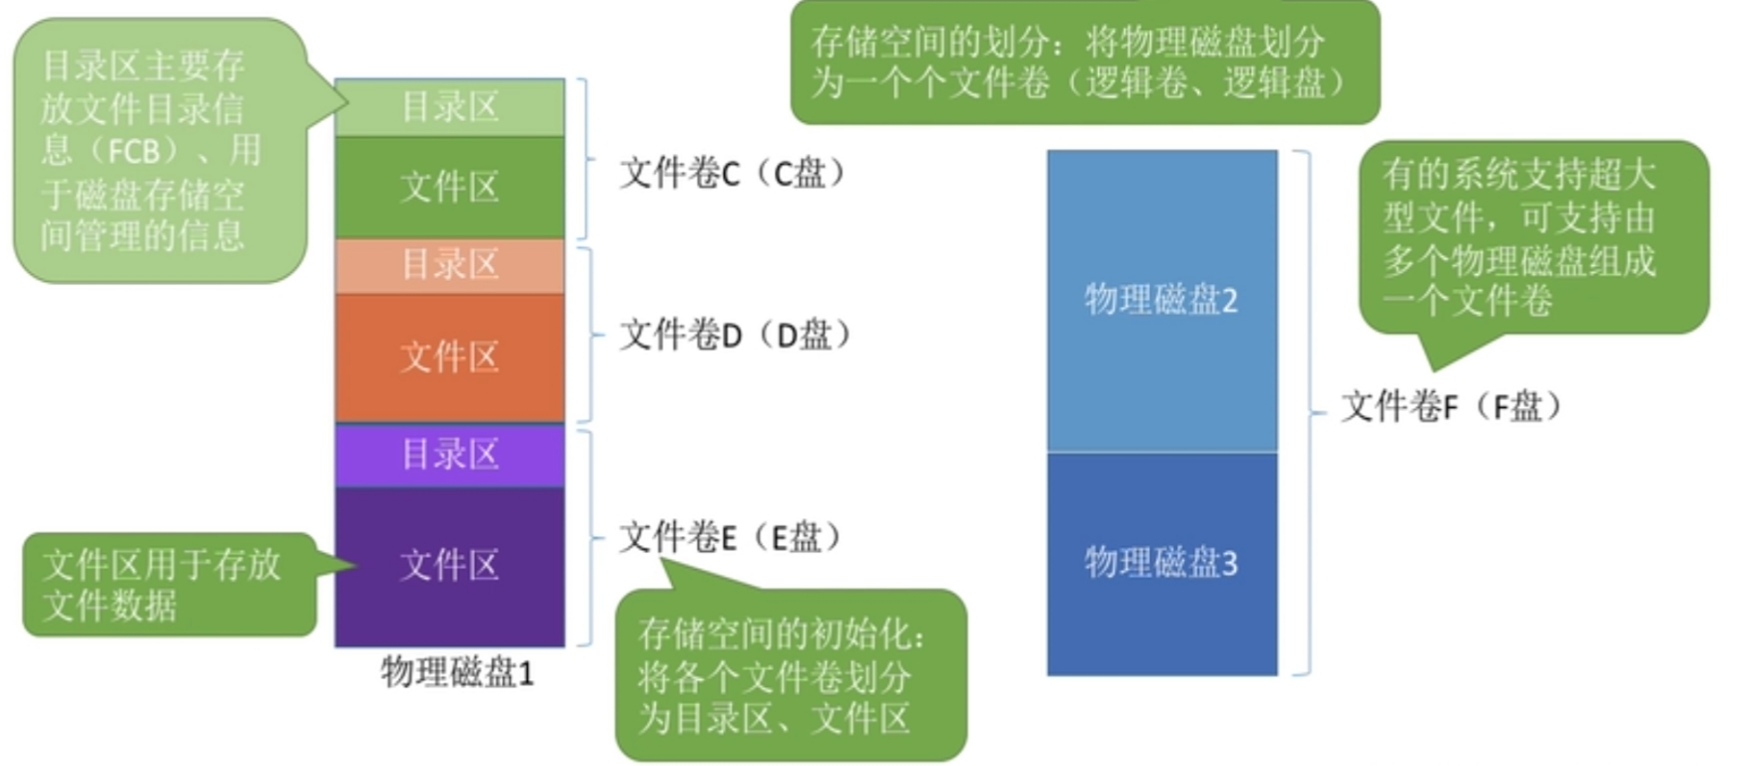 目录区主要存
放文件目录信
息（FCB）、用
于磁盘存储空
间管理的信息
目录区
文件区
文件卷C（C盘）
目录区
文件区
文件卷D（D盘）
目录区
文件区
文件卷E（E盘）
文件区用于存放
文件数据
物理磁盘1
存储空间的初始化：
将各个文件卷划分
为目录区、文件区
存储空间的划分：将物理磁盘划分
为一个个文件卷（逻辑卷、逻辑盘）
物理磁盘2
物理磁盘3
有的系统支持超大
型文件，可支持由
多个物理磁盘组成
一个文件卷
文件卷F（F盘）